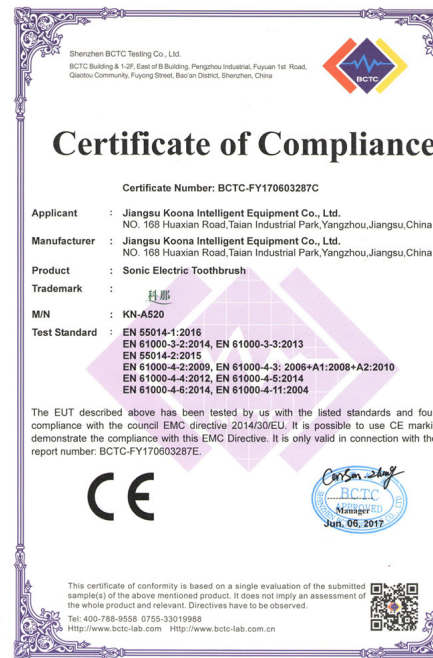 Shenzhen BCTC Testing Co., Ltd.
BCTC Building & 1-2F, East of B Building, Pengzhou Industrial, Fuyuan 1st Road,
Qiaotou Community, Fuyong Street, Bao'an District, Shenzhen, China
BCTC
Certificate of Compliance
Certificate Number: BCTC-FY170603287C
Applicant : Jiangsu Koona Intelligent Equipment Co., Ltd.
NO. 168 Huaxian Road,Taian Industrial Park,Yangzhou,Jiangsu,China
Manufacturer : Jiangsu Koona Intelligent Equipment Co., Ltd.
NO. 168 Huaxian Road,Taian Industrial Park,Yangzhou,Jiangsu,China
Product : Sonic Electric Toothbrush
Trademark : 科那
M/N : KN-A520
Test Standard : EN 55014-1:2016
EN 61000-3-2:2014, EN 61000-3-3:2013
EN 55014-2:2015
EN 61000-4-2:2009, EN 61000-4-3: 2006+A1:2008+A2:2010
EN 61000-4-4:2012, EN 61000-4-5:2014
EN 61000-4-6:2014, EN 61000-4-11:2004
The EUT described above has been tested by us with the listed standards and fou
compliance with the council EMC directive 2014/30/EU. It is possible to use CE marki
demonstrate the compliance with this EMC Directive. It is only valid in connection with the
report number: BCTC-FY170603287E.
CE
BCTC
APPROVED
Manager
Jun. 06, 2017
This certificate of conformity is based on a single evaluation of the submitted
sample(s) of the above mentioned product. It does not imply an assessment of
the whole product and relevant. Directives have to be observed.
Tel: 400-788-9558 0755-33019988
Http://www.bctc-lab.com Http://www.bctc-lab.com.cn